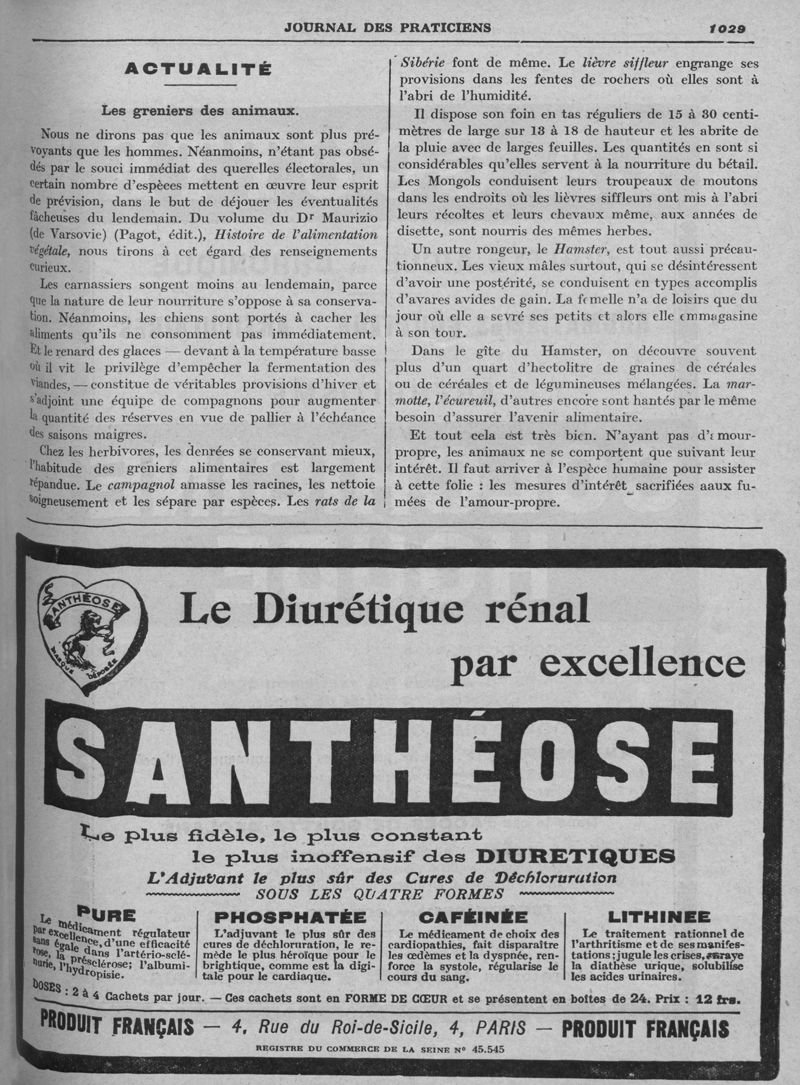 JOURNAL DES PRATICIENS 1029
ACTUALITÉ
Les greniers des animaux.
Nous ne dirons pas que les animaux sont plus pré-
voyants que les hommes. Néanmoins, n'étant pas obsé-
dés par le souci immédiat des querelles électorales, un
certain nombre d'espèces mettent en œuvre leur esprit
de prévision, dans le but de déjouer les éventualités
fâcheuses du lendemain. Du volume du Dr Maurizio
(de Varsovie) (Pagot, édit.), Histoire de l'alimentation
végétale, nous tirons à cet égard des renseignements
curieux.
Les carnassiers songent moins au lendemain, parce
que la nature de leur nourriture s'oppose à sa conserva-
tion. Néanmoins, les chiens sont portés à cacher les
aliments qu'ils ne consomment pas immédiatement.
Et le renard des glaces — devant à la température basse
où il vit le privilège d'empêcher la fermentation des
viandes, — constitue de véritables provisions d'hiver et
s'adjoint une équipe de compagnons pour augmenter
la quantité des réserves en vue de pallier à l'échéance
des saisons maigres.
Chez les herbivores, les denrées se conservant mieux,
l'habitude des greniers alimentaires est largement
répandue. Le campagnol amasse les racines, les nettoie
soigneusement et les sépare par espèces. Les rats de la
Sibérie font de même. Le lièvre siffleur engrange ses
provisions dans les fentes de rochers où elles sont à
l'abri de l'humidité.
Il dispose son foin en tas réguliers de 15 à 30 centi-
mètres de large sur 13 à 18 de hauteur et les abrite de
la pluie avec de larges feuilles. Les quantités en sont si
considérables qu'elles servent à la nourriture du bétail.
Les Mongols conduisent leurs troupeaux de moutons
dans les endroits où les lièvres siffleurs ont mis à l'abri
leurs récoltes et leurs chevaux même, aux années de
disette, sont nourris des mêmes herbes.
Un autre rongeur, le Hamster, est tout aussi précau-
tionneux. Les vieux mâles surtout, qui se désintéressent
d'avoir une postérité, se conduisent en types accomplis
d'avares avides de gain. La femelle n'a de loisirs que du
jour où elle a sevré ses petits et alors elle emmagasine
à son tour.
Dans le gîte du Hamster, on découvre souvent
plus d'un quart d'hectolitre de graines de céréales
ou de céréales et de légumineuses mélangées. La mar-
motte, l'écureuil, d'autres encore sont hantés par le même
besoin d'assurer l'avenir alimentaire.
Et tout cela est très bien. N'ayant pas d'amour-
propre, les animaux ne se comportent que suivant leur
intérêt. Il faut arriver à l'espèce humaine pour assister
à cette folie : les mesures d'intérêt sacrifiées aaux fu-
mées de l'amour-propre.
SANTHÉOSE
MARQUE DÉPOSÉE
Le Diurétique rénal
par excellence
SANTHÉOSE
Le plus fidèle, le plus constant
le plus inoffensif des DIURETIQUES
L'Adjuvant le plus sûr des Cures de Déchloruration
SOUS LES QUATRE FORMES
PURE
Le médicament régulateur
par excellence, d'une efficacité
sans égale dans l'artério-sclé-
rose, la présclérose; l'albumi-
nurie, l'hydropisie.
PHOSPHATÉE
L'adjuvant le plus sûr des
cures de déchloruration, le re-
mède le plus héroïque pour le
brightique, comme est la digi-
tale pour le cardiaque.
CAFÉINÉE
Le médicament de choix des
cardiopathies, fait disparaître
les œdèmes et la dyspnée, ren-
force la systole, régularise le
cours du sang.
LITHINEE
Le traitement rationnel de
l'arthritisme et de ses manifes-
tations; jugule les crises, enraye
la diathèse urique, solubilise
les acides urinaires.
DOSES : 2 à 4 Cachets par jour. — Ces cachets sont en FORME DE CŒUR et se présentent en boîtes de 24. Prix : 12 frs.
PRODUIT FRANÇAIS — 4, Rue du Roi-de-Sicile, 4, PARIS — PRODUIT FRANÇAIS
REGISTRE DU COMMERCE DE LA SEINE N° 45.545